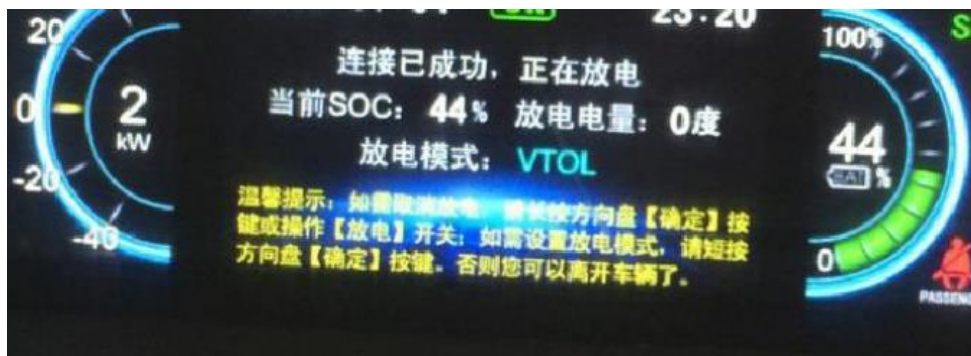 23:20
连接已成功，正在放电
当前SOC：44% 放电电量：0度
放电模式：VTOL
温馨提示：如需取消放电，请长按方向盘【确定】按
键或操作【放电】开关；如需设置放电模式，请短按
方向盘【确定】按键。否则您可以离开车辆了。
20
0
2
kW
-20
-40
100%
44
BAT %
0